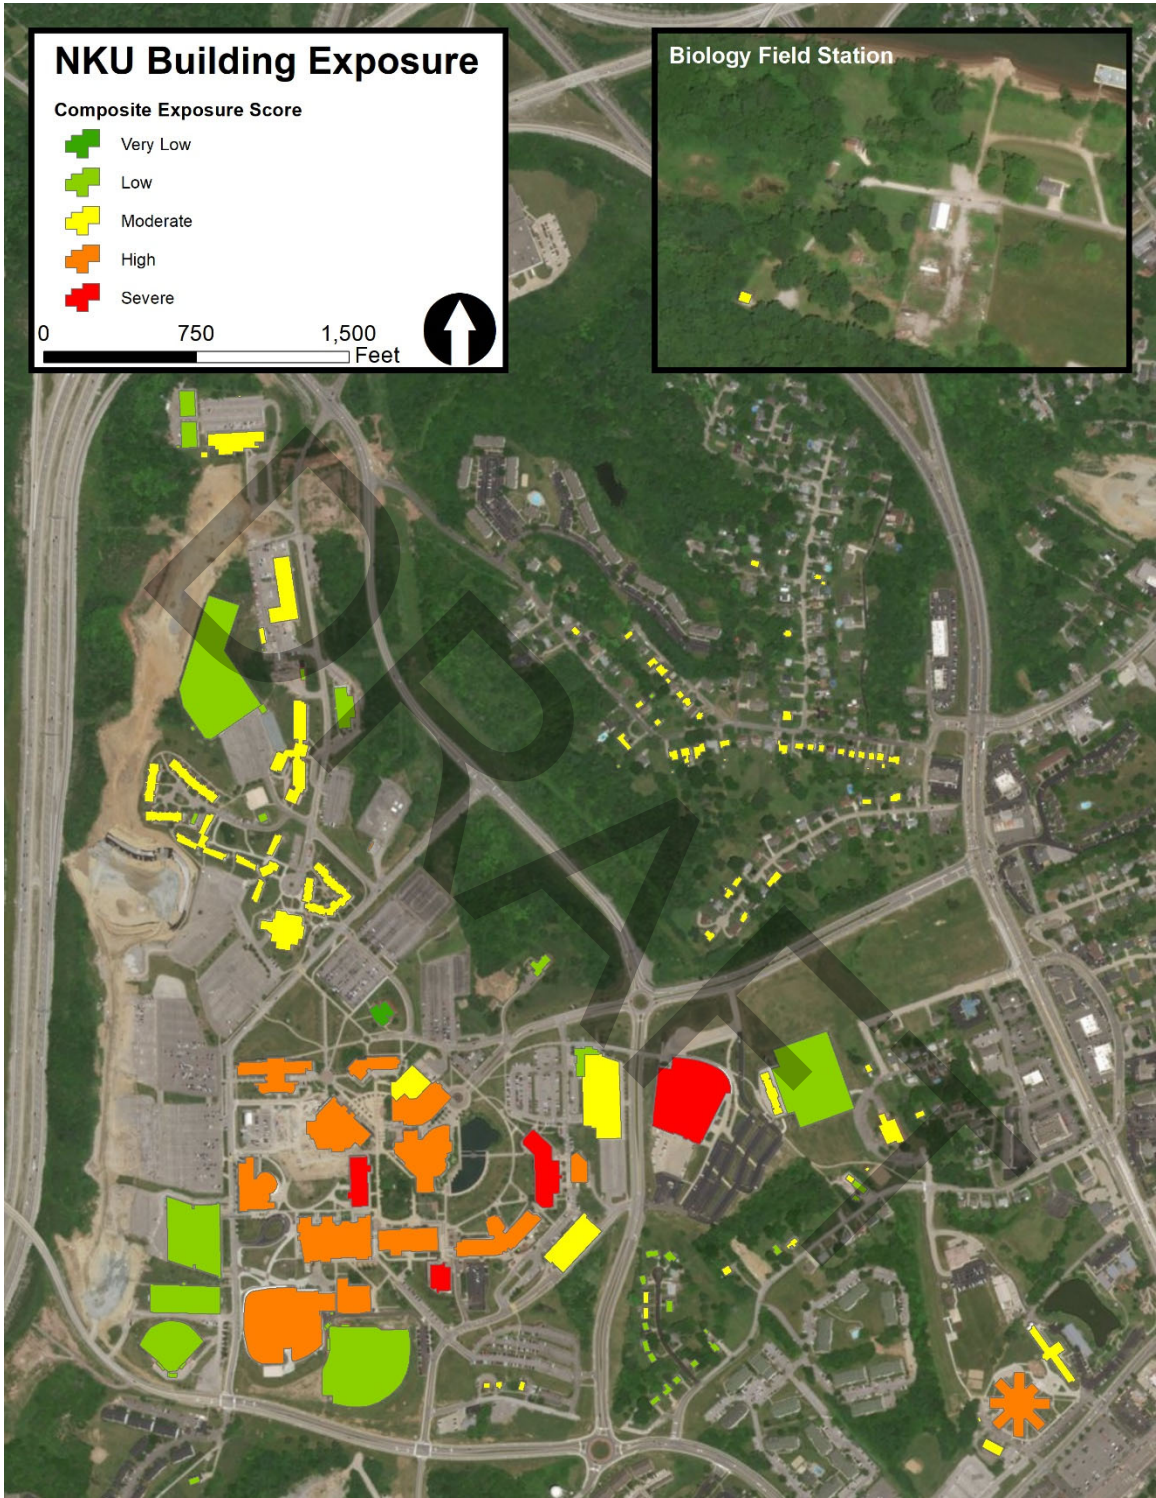 NKU Building Exposure
Composite Exposure Score
Very Low
Low
Moderate
High
Severe
0 750 1,500
Feet
Biology Field Station
DRAFT